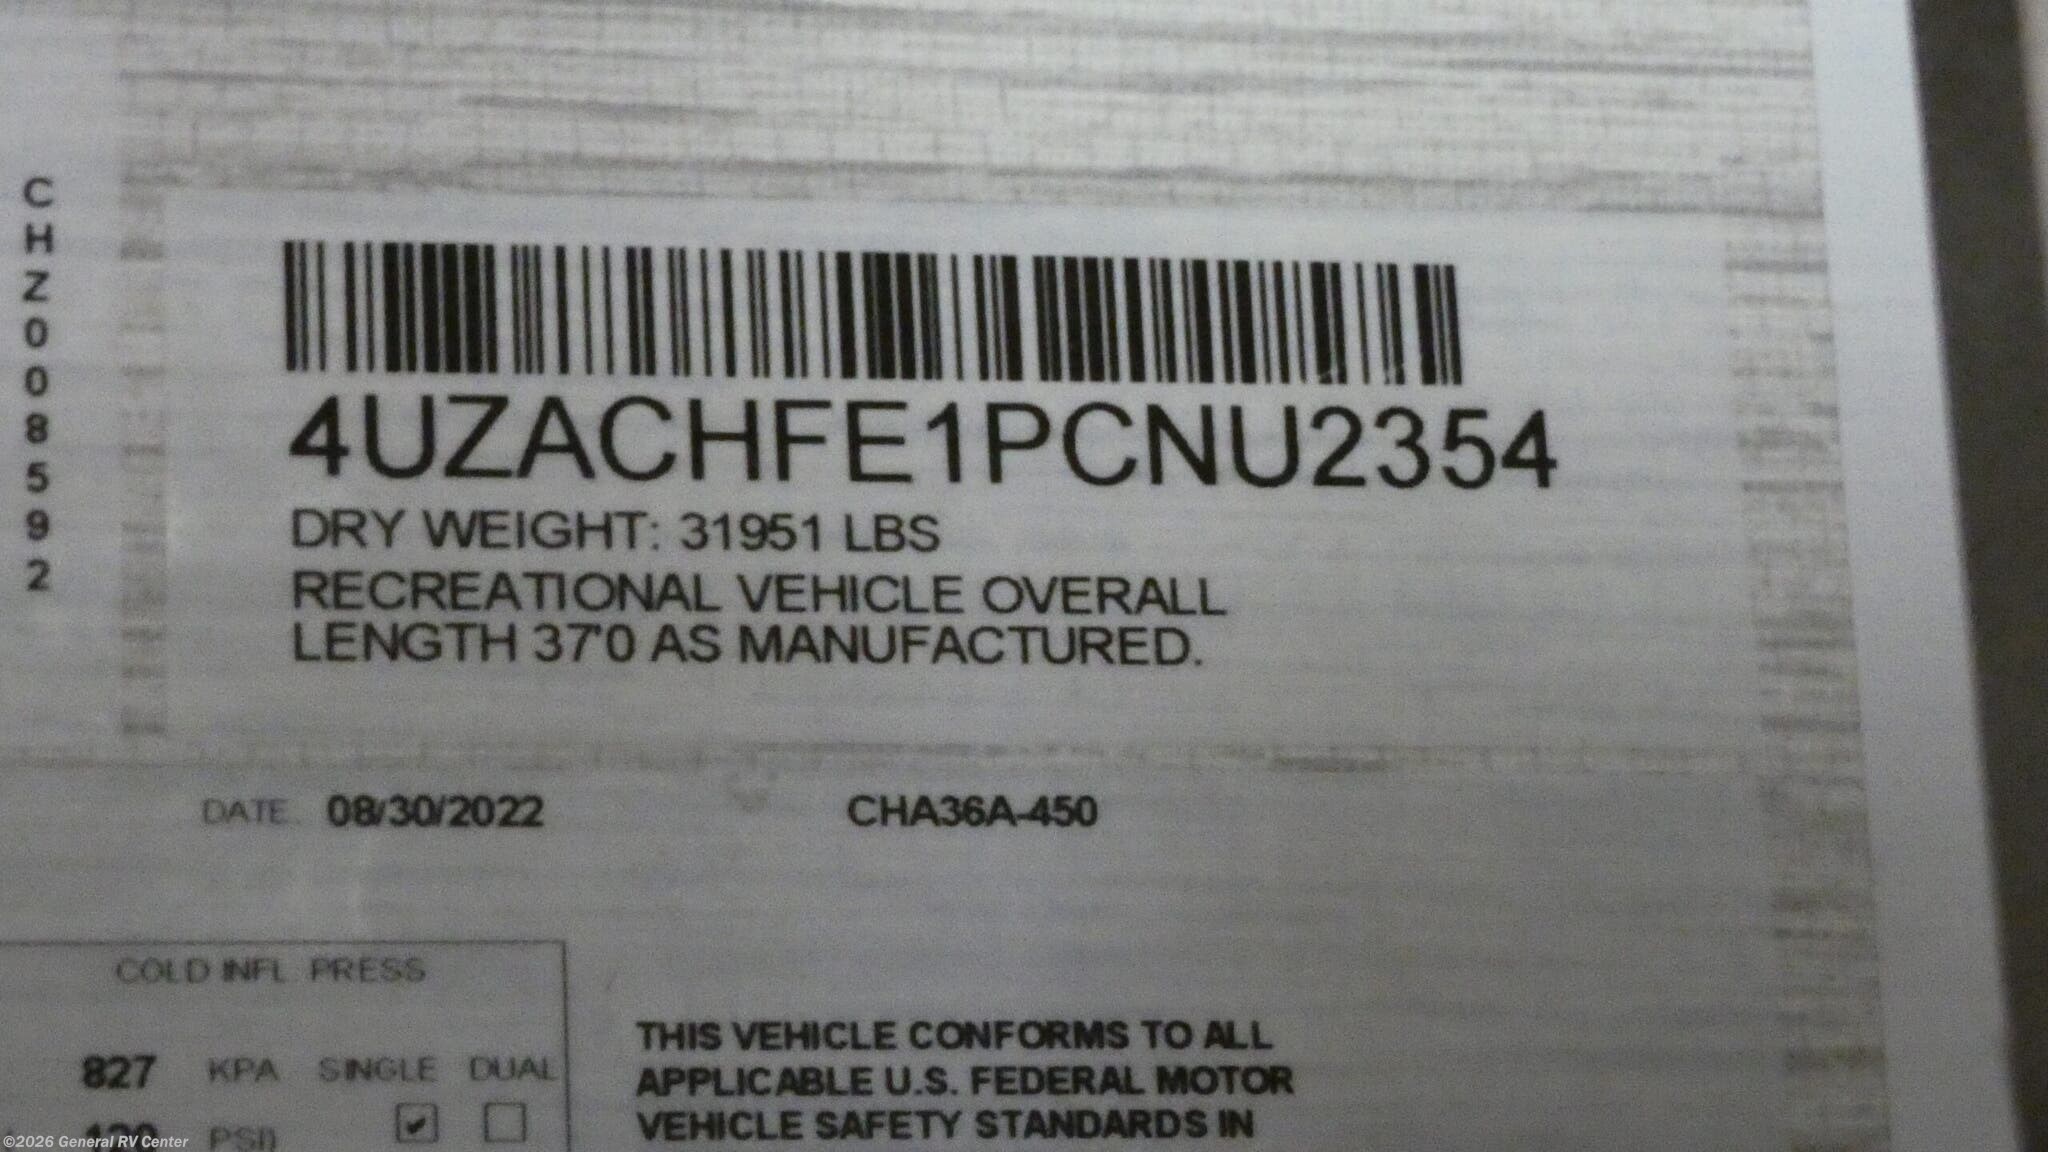 CHZ008592
4UZACHFE1PCNU2354
DRY WEIGHT: 31951 LBS
RECREATIONAL VEHICLE OVERALL
LENGTH 37'0 AS MANUFACTURED.
DATE. 08/30/2022 CHA36A-450
COLD INFL. PRESS
827 KPA SINGLE DUAL
120 PSI)
THIS VEHICLE CONFORMS TO ALL
APPLICABLE U.S. FEDERAL MOTOR
VEHICLE SAFETY STANDARDS IN
©2026 General RV Center